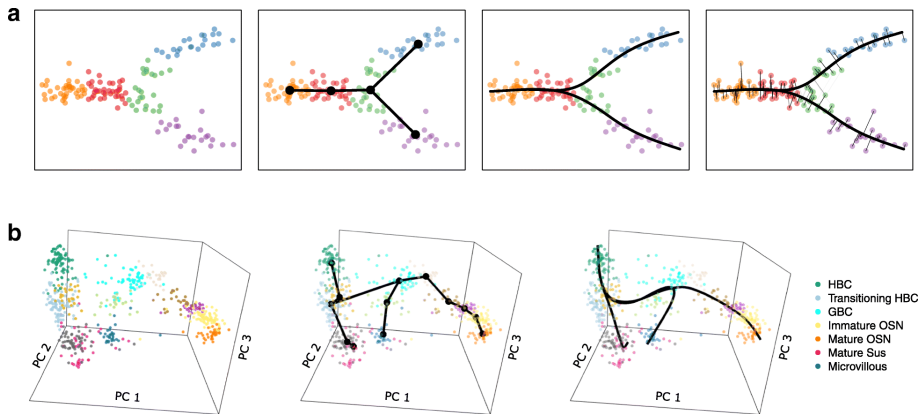 a
b
PC 2
PC 1
PC 3
PC 2
PC 1
PC 3
PC 2
PC 1
PC 3
HBC
Transitioning HBC
GBC
Immature OSN
Mature OSN
Mature Sus
Microvillous